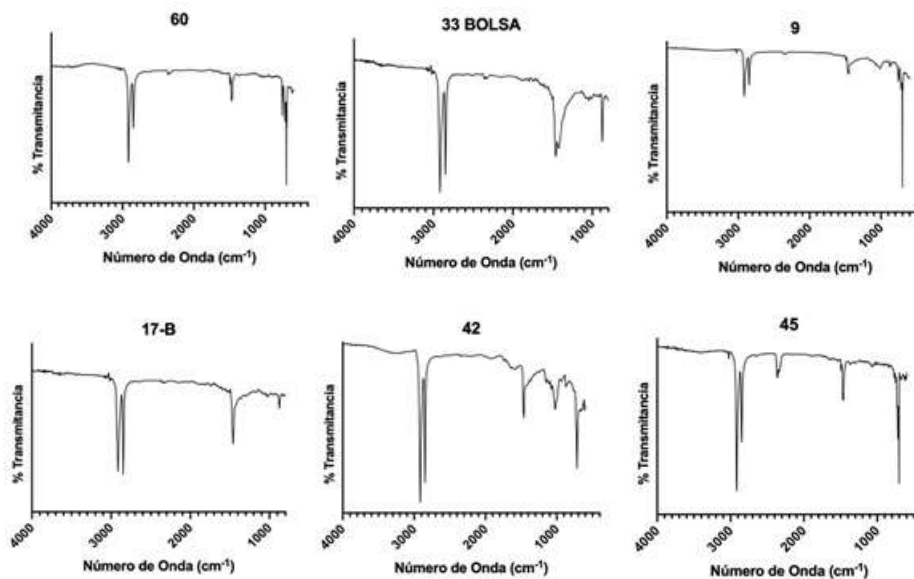 60
33 BOLSA
9
% Transmitancia
% Transmitancia
% Transmitancia
4000
3000
2000
1000
4000
3000
2000
1000
4000
3000
2000
1000
Número de Onda (cm⁻¹)
Número de Onda (cm⁻¹)
Número de Onda (cm⁻¹)
17-B
42
45
% Transmitancia
% Transmitancia
% Transmitancia
4000
3000
2000
1000
4000
3000
2000
1000
4000
3000
2000
1000
Número de Onda (cm⁻¹)
Número de Onda (cm⁻¹)
Número de Onda (cm⁻¹)